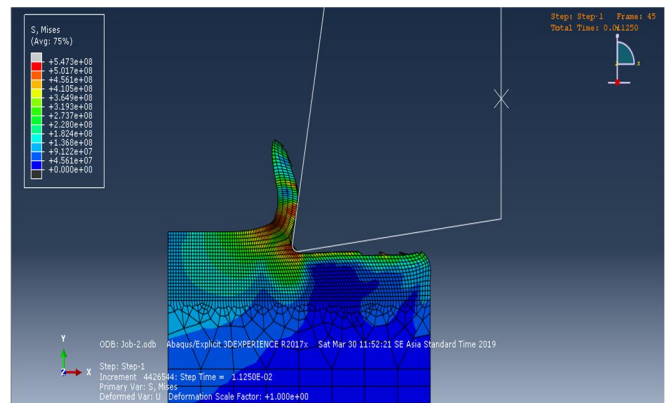 S, Mises
(Avg: 75%)
+5.473e+08
+5.017e+08
+4.561e+08
+4.105e+08
+3.649e+08
+3.193e+08
+2.737e+08
+2.280e+08
+1.824e+08
+1.368e+08
+9.122e+07
+4.561e+07
+0.000e+00
Step: Step-1 Frame: 45
Total Time: 0.011250
X
Y
Z X
ODB: Job-2.odb Abaqus/Explicit 3DEXPERIENCE R2017x Sat Mar 30 11:52:21 SE Asia Standard Time 2019
Step: Step-1
Increment 4426544: Step Time = 1.1250E-02
Primary Var: S, Mises
Deformed Var: U Deformation Scale Factor: +1.000e+00